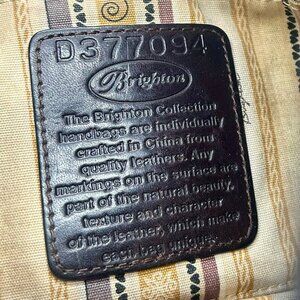 D377094
Brighton
The Brighton Collection
handbags are individually
crafted in China from
quality leathers. Any
markings on the surface are
part of the natural beauty,
texture and character
of the leather, which make
each bag unique.